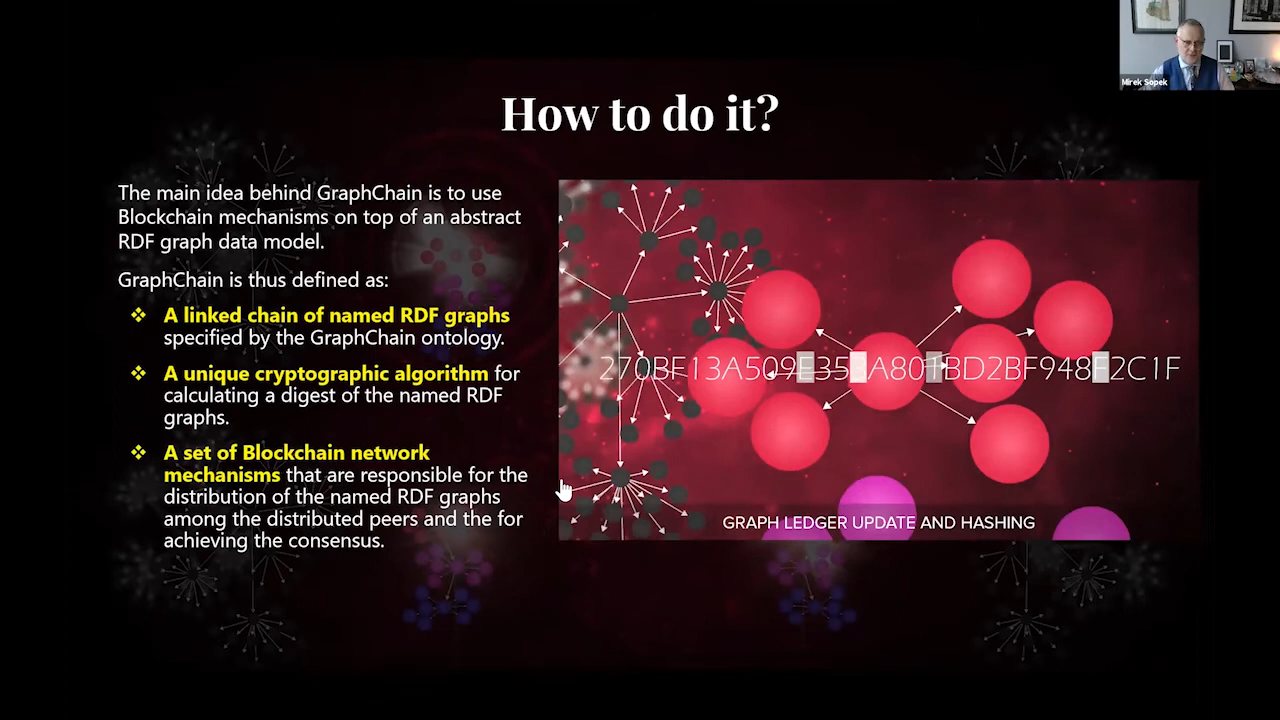 Mirek Sopek
How to do it?
The main idea behind GraphChain is to use
Blockchain mechanisms on top of an abstract
RDF graph data model.
GraphChain is thus defined as:
A linked chain of named RDF graphs
specified by the GraphChain ontology.
A unique cryptographic algorithm for
calculating a digest of the named RDF
graphs.
A set of Blockchain network
mechanisms that are responsible for the
distribution of the named RDF graphs
among the distributed peers and the for
achieving the consensus.
GRAPH LEDGER UPDATE AND HASHING